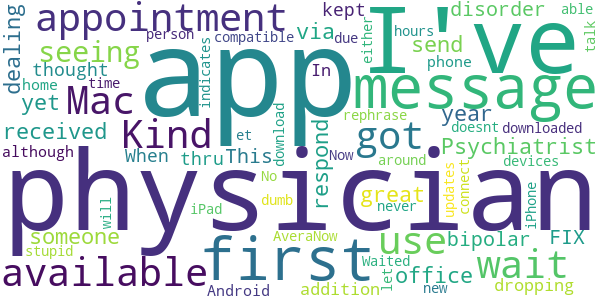 appointment
app
I've
disorder
able
dealing
person
kept
compatible
via
due
send
either
hours
talk
seeing
indicates
thought
phone
message
home
time
yet
Mac
In
received
Kind
got
year
rephrase
doesnt
downloaded
although
When
thru
This
et
download
respond
Psychiatrist
Now
around
devices
physician
will
No
great
never
updates
connect
iPhone
iPad
dumb
AveraNow
someone
stupid
first
use
bipolar
FIX
available
Android
addition
Waited
let
office
new
wait
dropping